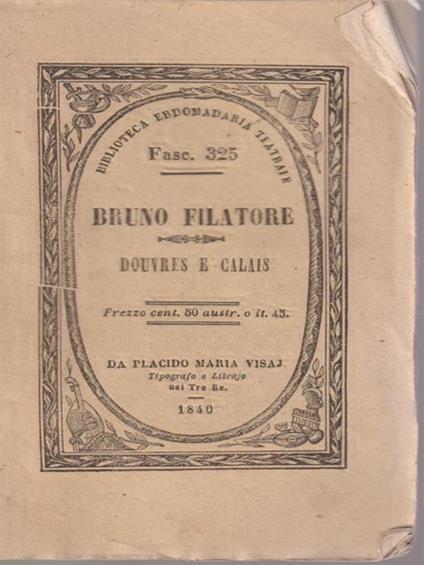 BIBLIOTECA EBDOMADARIA TEATRALE
Fasc. 325
BRUNO FILATORE
DOUVRES E CALAIS
Prezzo cent. 50 austr. o it. 43.
DA PLACIDO MARIA VISAJ
Tipografo e Librajo
nei Tre Re.
1840